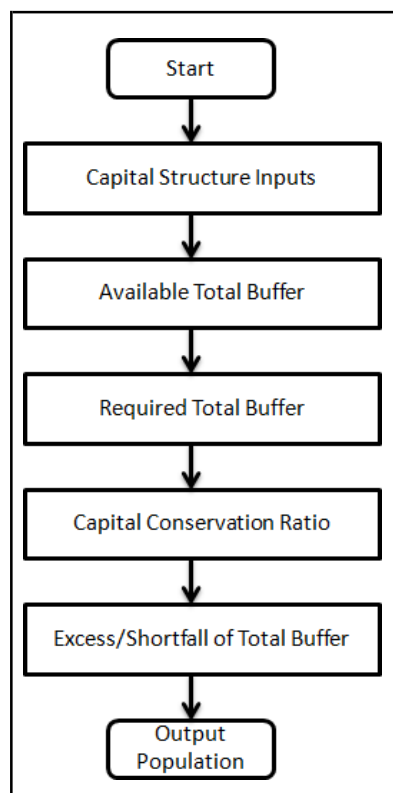 Start
Capital Structure Inputs
Available Total Buffer
Required Total Buffer
Capital Conservation Ratio
Excess/Shortfall of Total Buffer
Output
Population